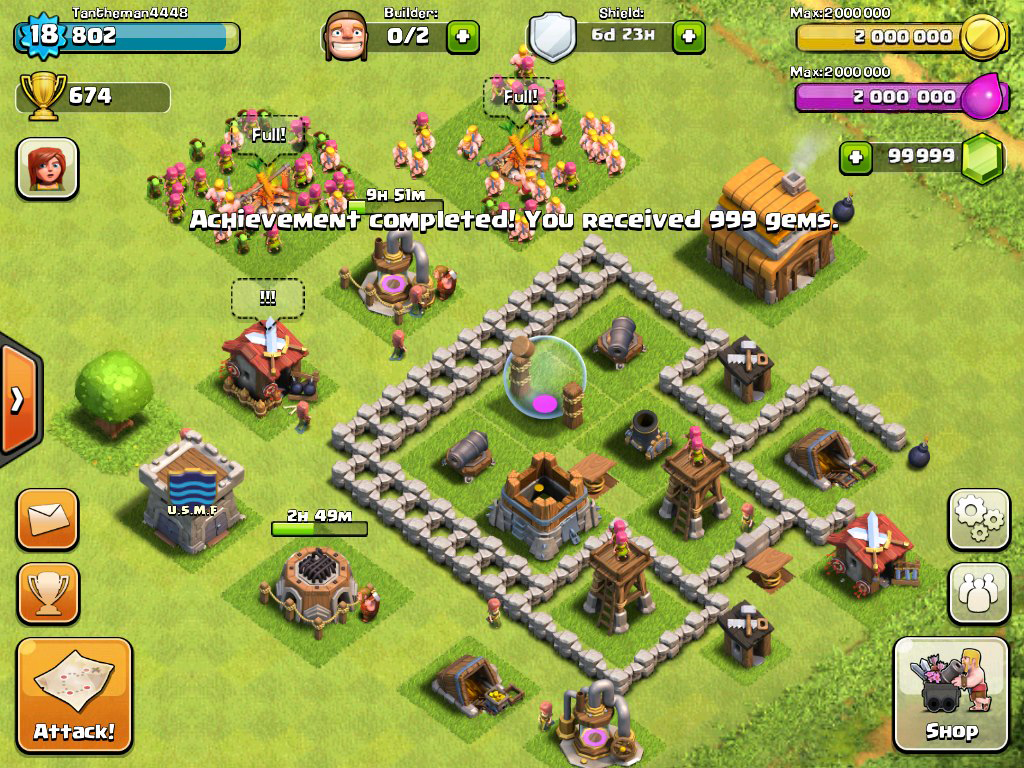 Tantheman4448
18 802
Builder:
0/2
Shield:
6d 23h
Max:2 000 000
2 000 000
Max:2 000 000
2 000 000
674
99999
Full!
Full!
9h 51m
Achievement completed! You received 999 gems.
!!!
U.S.M.F
2h 49m
Attack!
Shop